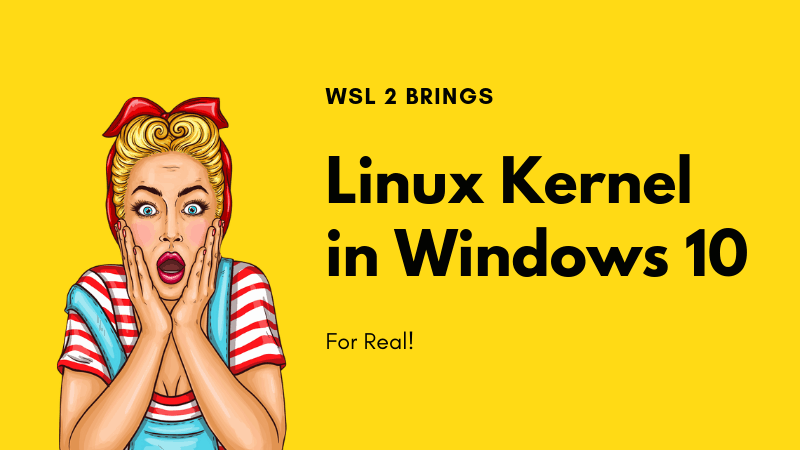 WSL 2 BRINGS
Linux Kernel
in Windows 10
For Real!